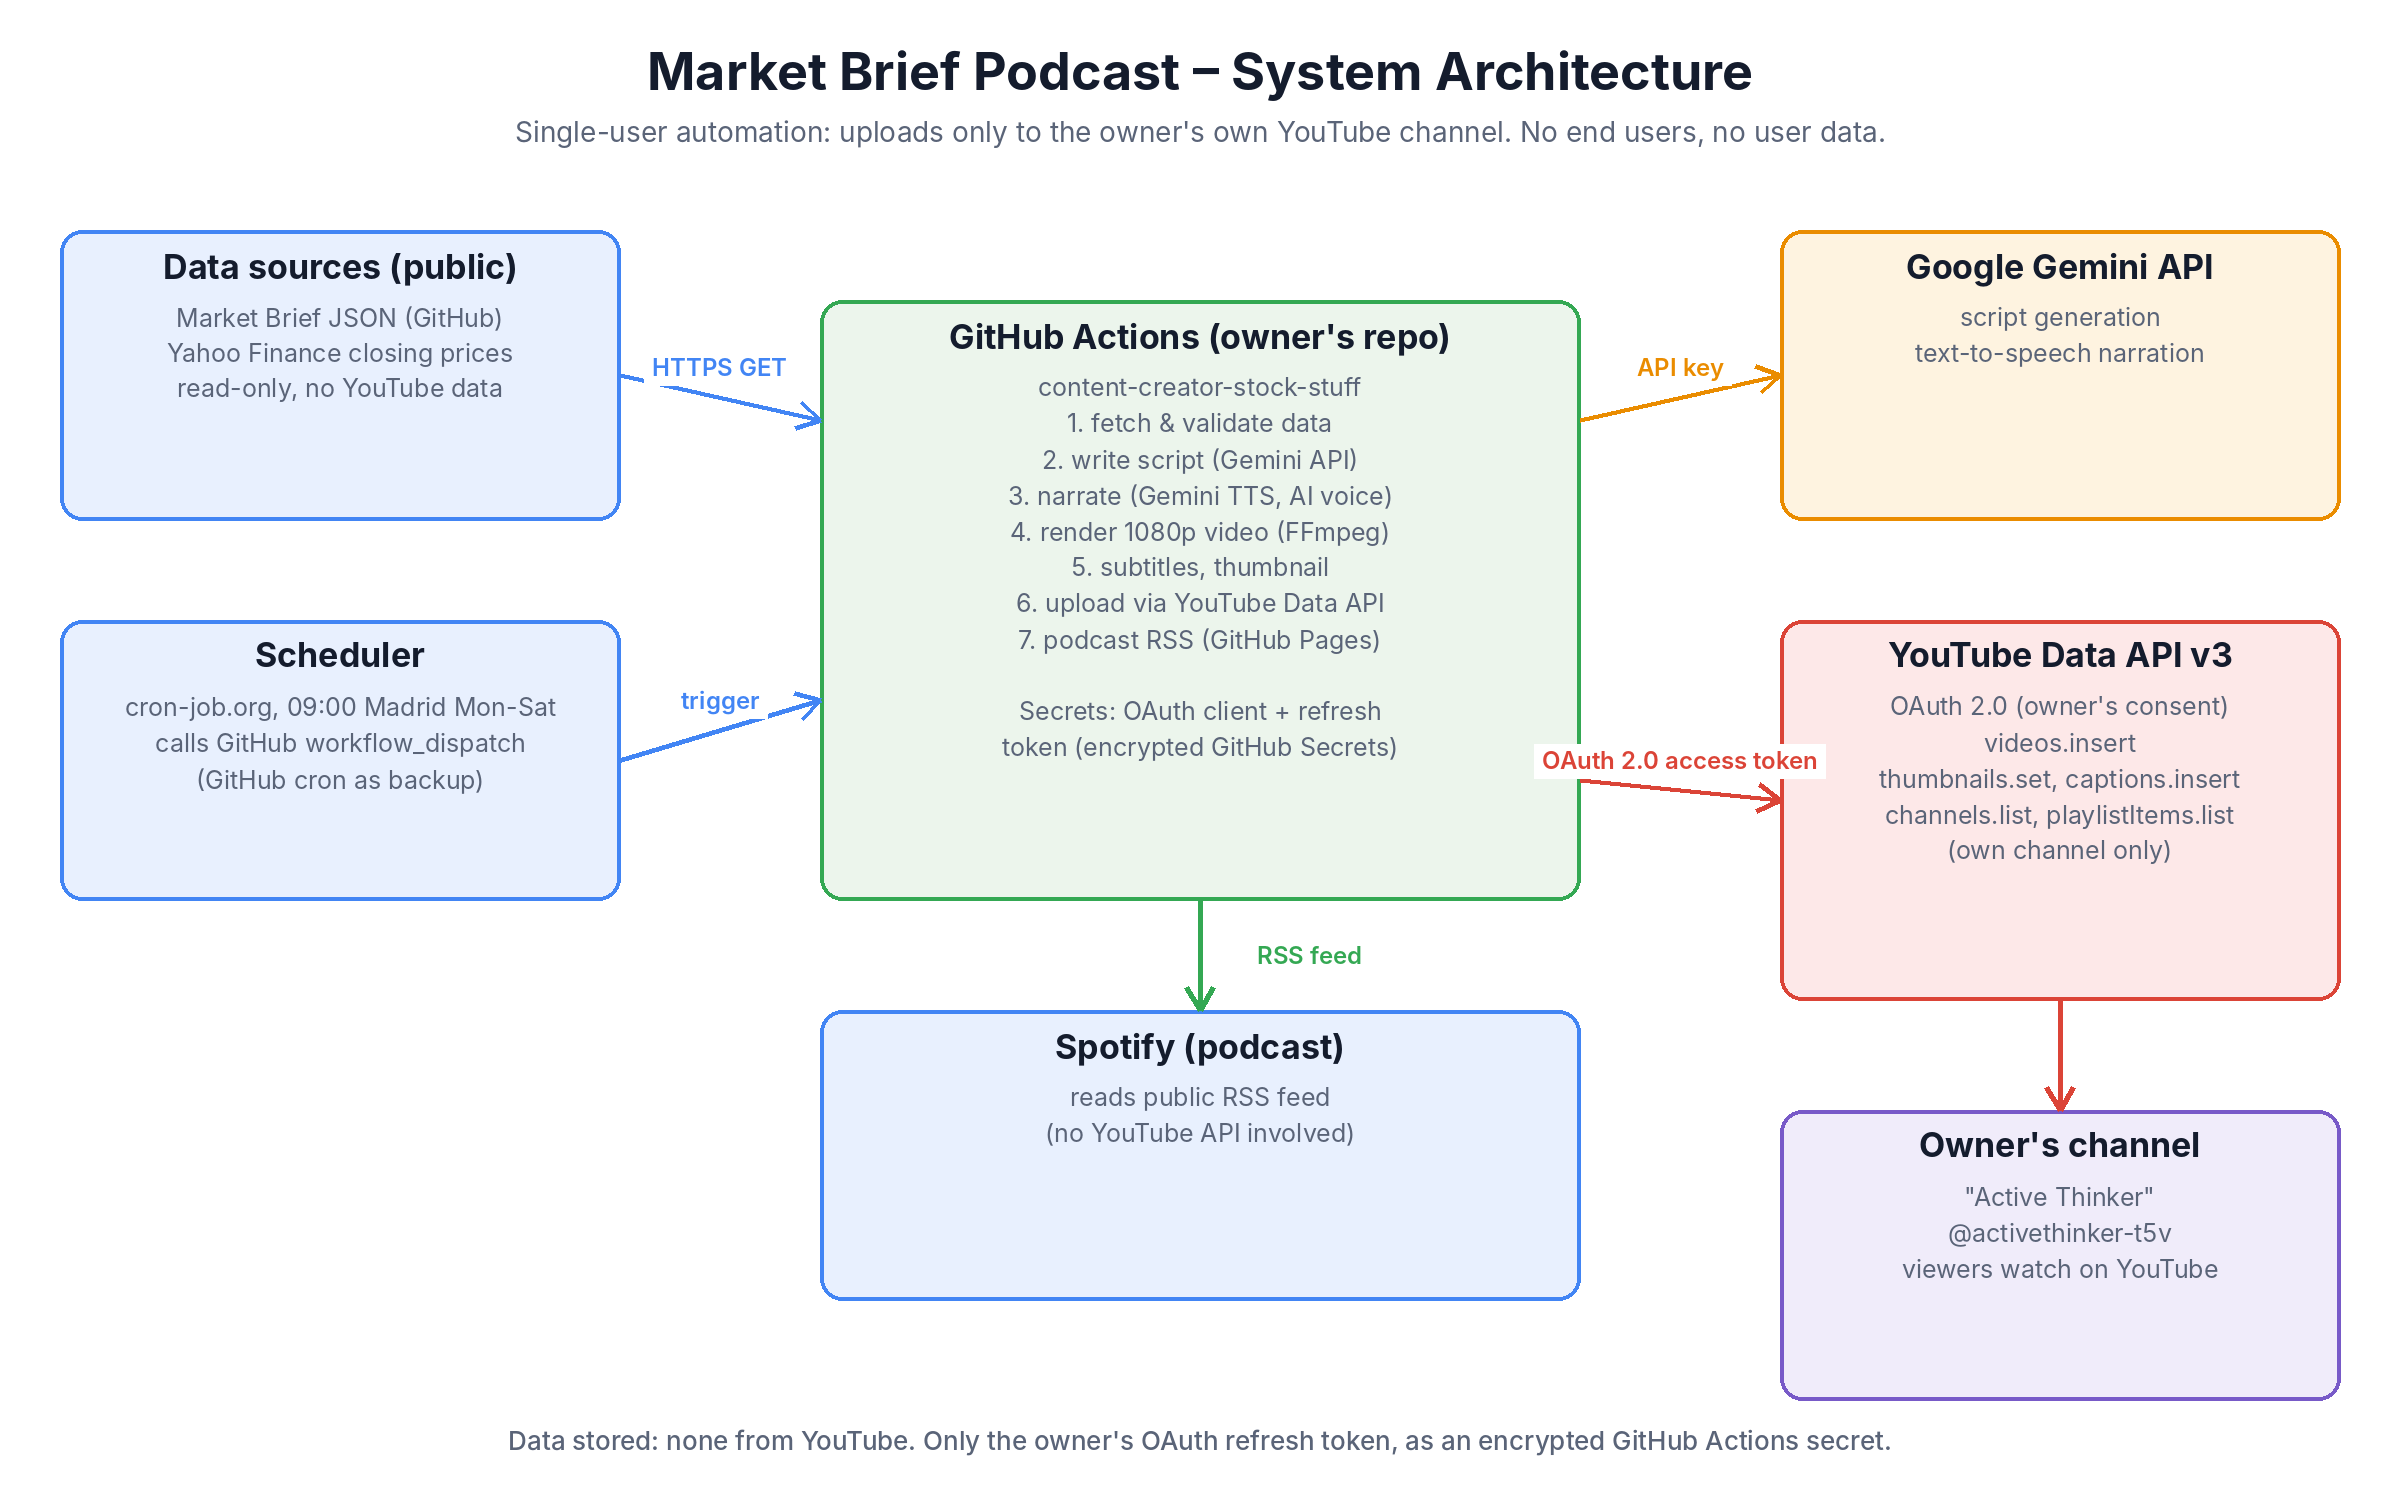 Market Brief Podcast – System Architecture
Single-user automation: uploads only to the owner's own YouTube channel. No end users, no user data.
Data sources (public)
Market Brief JSON (GitHub)
Yahoo Finance closing prices
read-only, no YouTube data
HTTPS GET
Scheduler
cron-job.org, 09:00 Madrid Mon-Sat
calls GitHub workflow_dispatch
(GitHub cron as backup)
trigger
GitHub Actions (owner's repo)
content-creator-stock-stuff
1. fetch & validate data
2. write script (Gemini API)
3. narrate (Gemini TTS, AI voice)
4. render 1080p video (FFmpeg)
5. subtitles, thumbnail
6. upload via YouTube Data API
7. podcast RSS (GitHub Pages)
Secrets: OAuth client + refresh
token (encrypted GitHub Secrets)
API key
Google Gemini API
script generation
text-to-speech narration
OAuth 2.0 access token
YouTube Data API v3
OAuth 2.0 (owner's consent)
videos.insert
thumbnails.set, captions.insert
channels.list, playlistItems.list
(own channel only)
RSS feed
Spotify (podcast)
reads public RSS feed
(no YouTube API involved)
Owner's channel
"Active Thinker"
@activethinker-t5v
viewers watch on YouTube
Data stored: none from YouTube. Only the owner's OAuth refresh token, as an encrypted GitHub Actions secret.